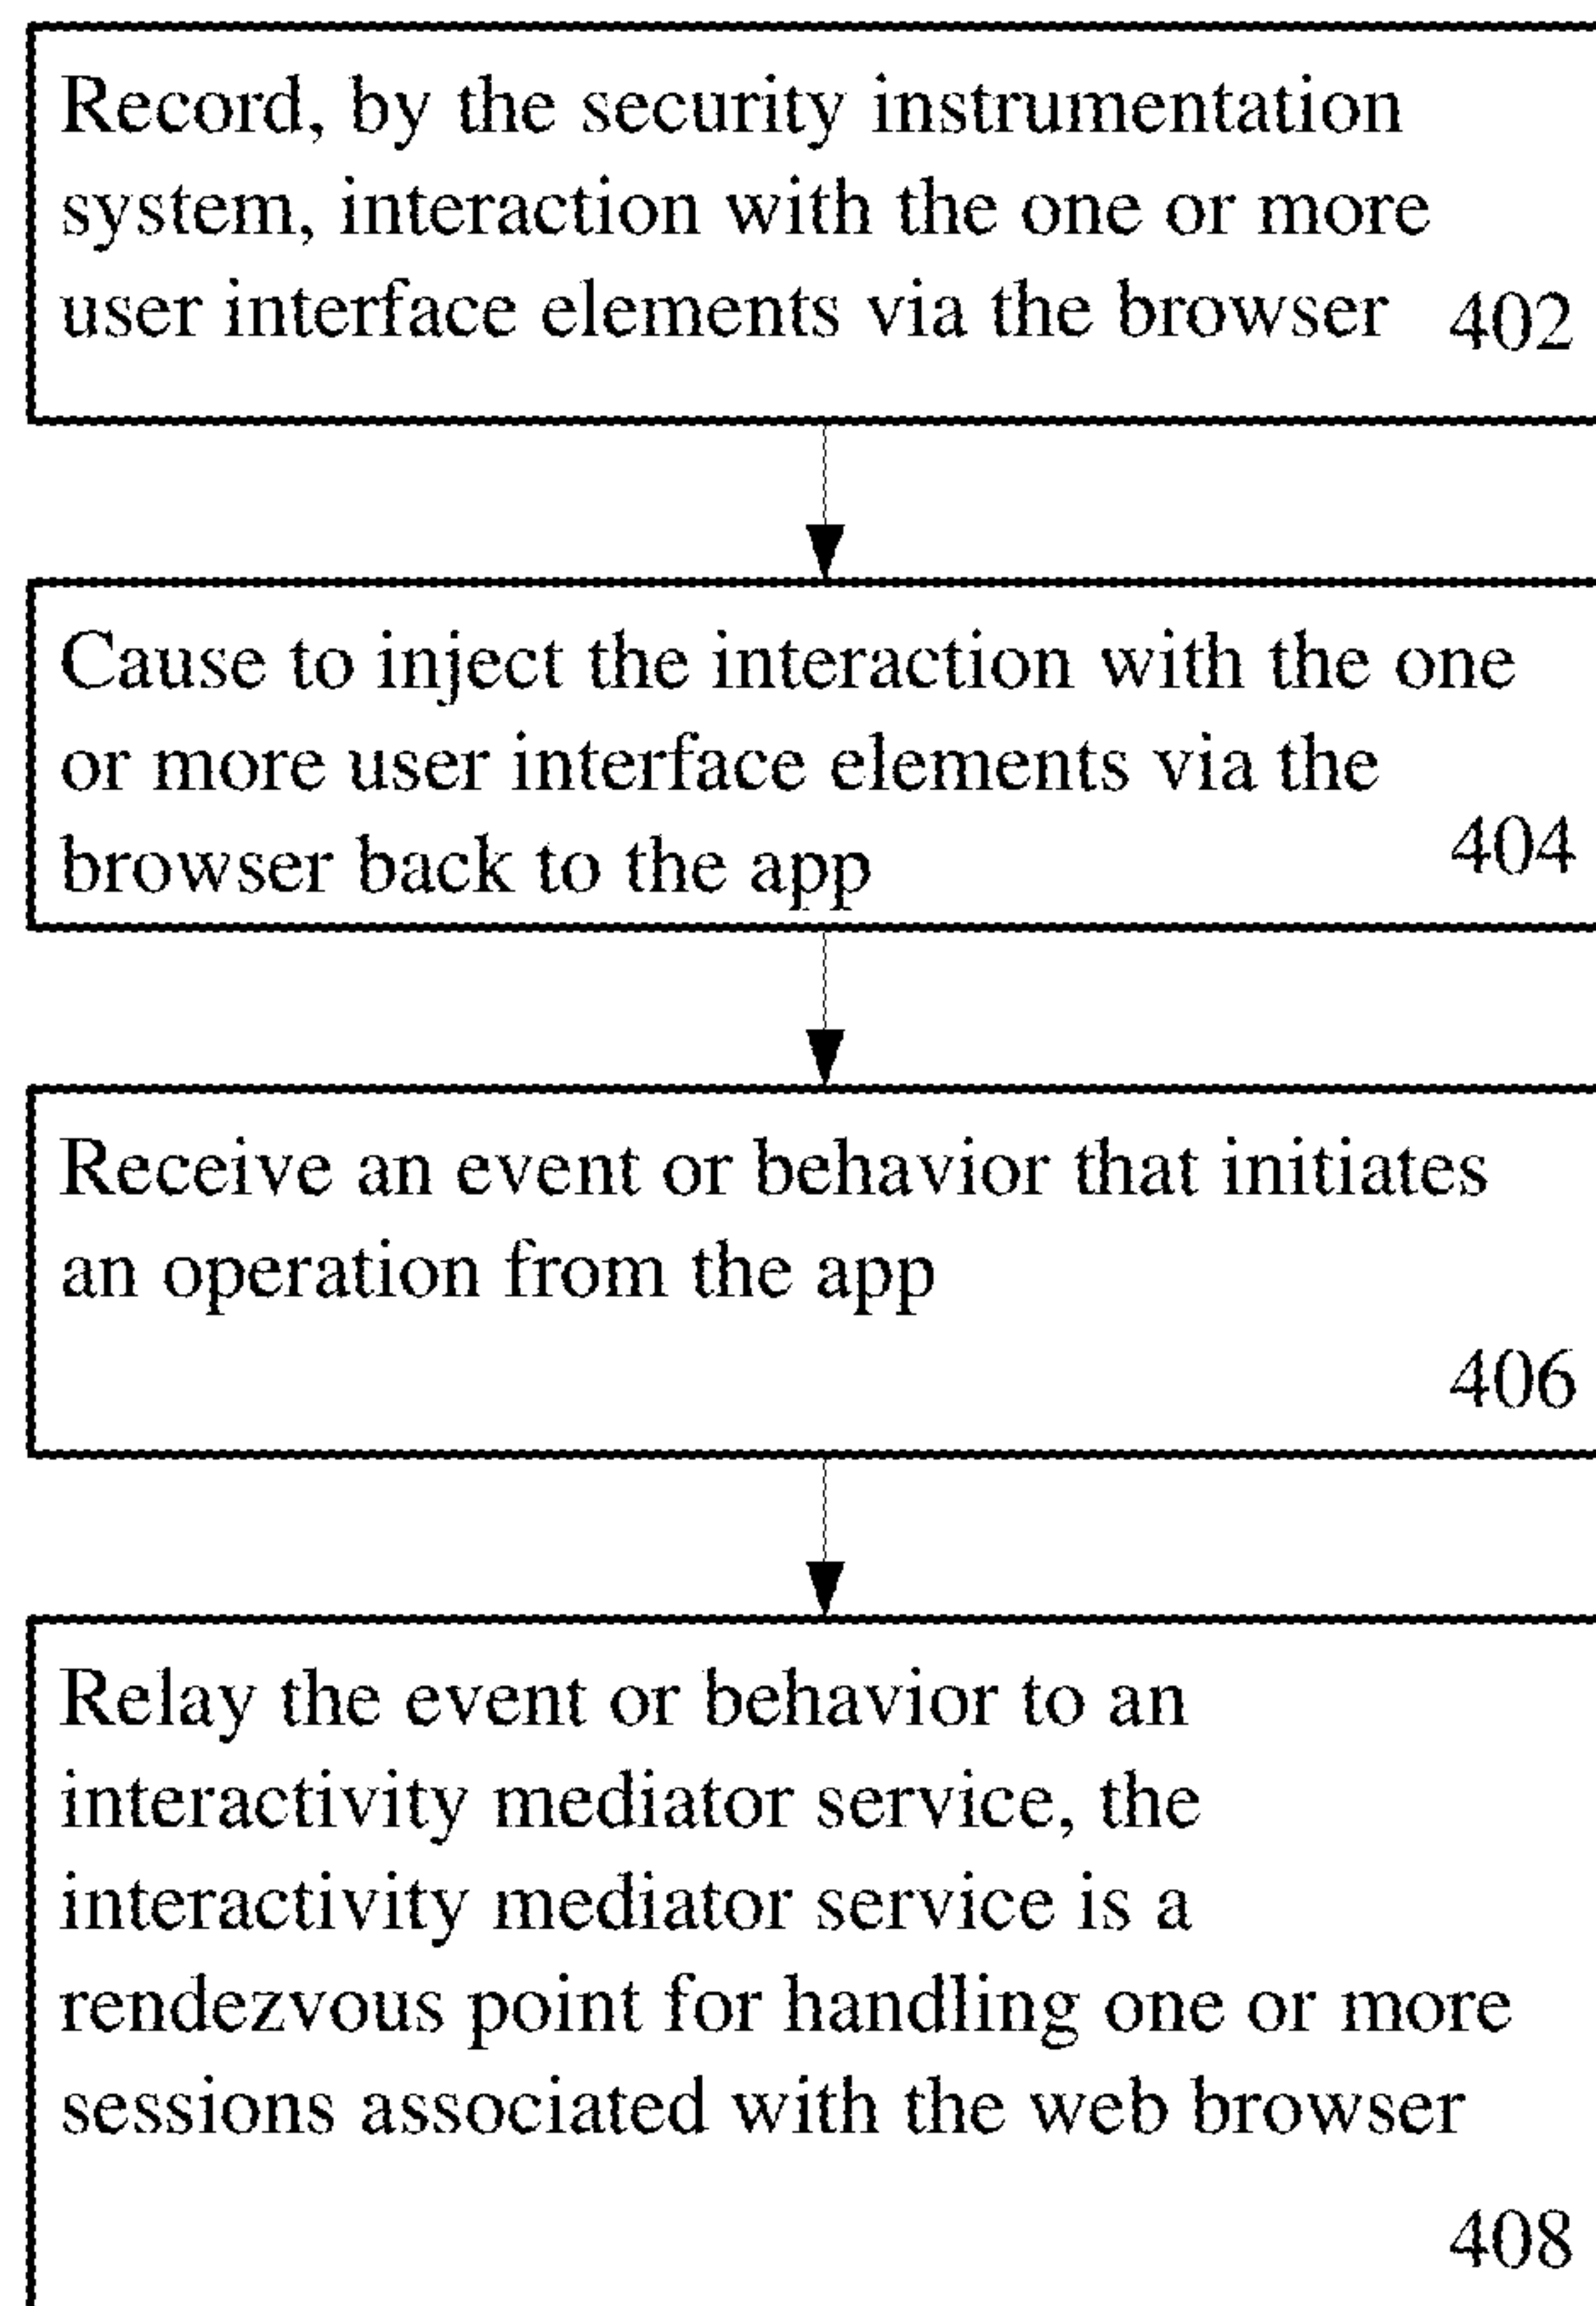 Record, by the security instrumentation
system, interaction with the one or more
user interface elements via the browser 402
Cause to inject the interaction with the one
or more user interface elements via the
browser back to the app 404
Receive an event or behavior that initiates
an operation from the app
406
Relay the event or behavior to an
interactivity mediator service, the
interactivity mediator service is a
rendezvous point for handling one or more
sessions associated with the web browser
408